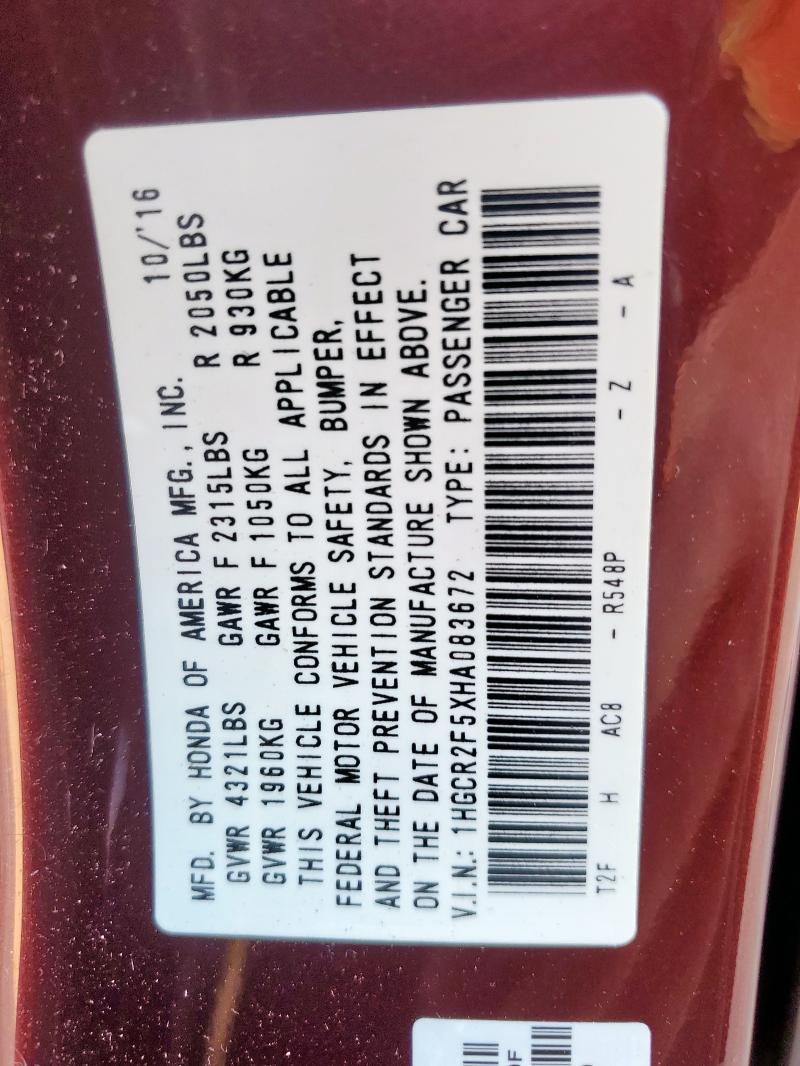 MFD. BY HONDA OF AMERICA MFG., INC. 10/'16
GVWR 4321LBS GAWR F 2315LBS R 2050LBS
GVWR 1960KG GAWR F 1050KG R 930KG
THIS VEHICLE CONFORMS TO ALL APPLICABLE
FEDERAL MOTOR VEHICLE SAFETY, BUMPER,
AND THEFT PREVENTION STANDARDS IN EFFECT
ON THE DATE OF MANUFACTURE SHOWN ABOVE.
V.I.N.: 1HGCR2F5XHA083672 TYPE: PASSENGER CAR
T2F H AC8 - R548P - Z - A